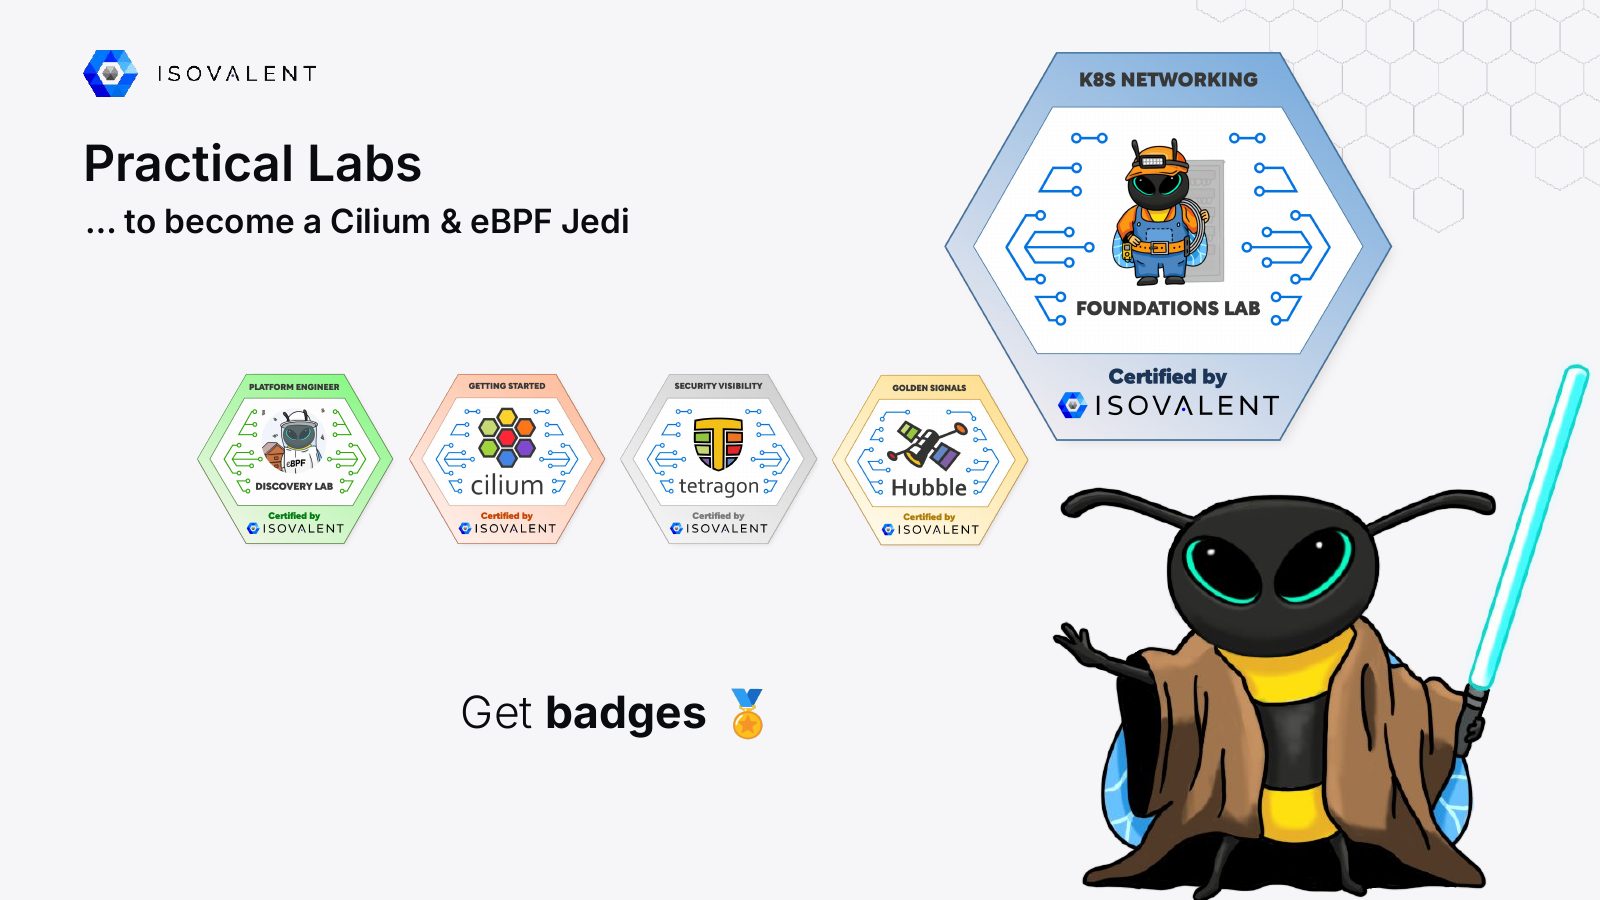 ISOVALENT
Practical Labs
... to become a Cilium & eBPF Jedi
K8S NETWORKING
FOUNDATIONS LAB
Certified by
ISOVALENT
PLATFORM ENGINEER
eBPF
DISCOVERY LAB
Certified by
ISOVALENT
GETTING STARTED
cilium
Certified by
ISOVALENT
SECURITY VISIBILITY
tetragon
Certified by
ISOVALENT
GOLDEN SIGNALS
Hubble
Certified by
ISOVALENT
Get badges 🏅